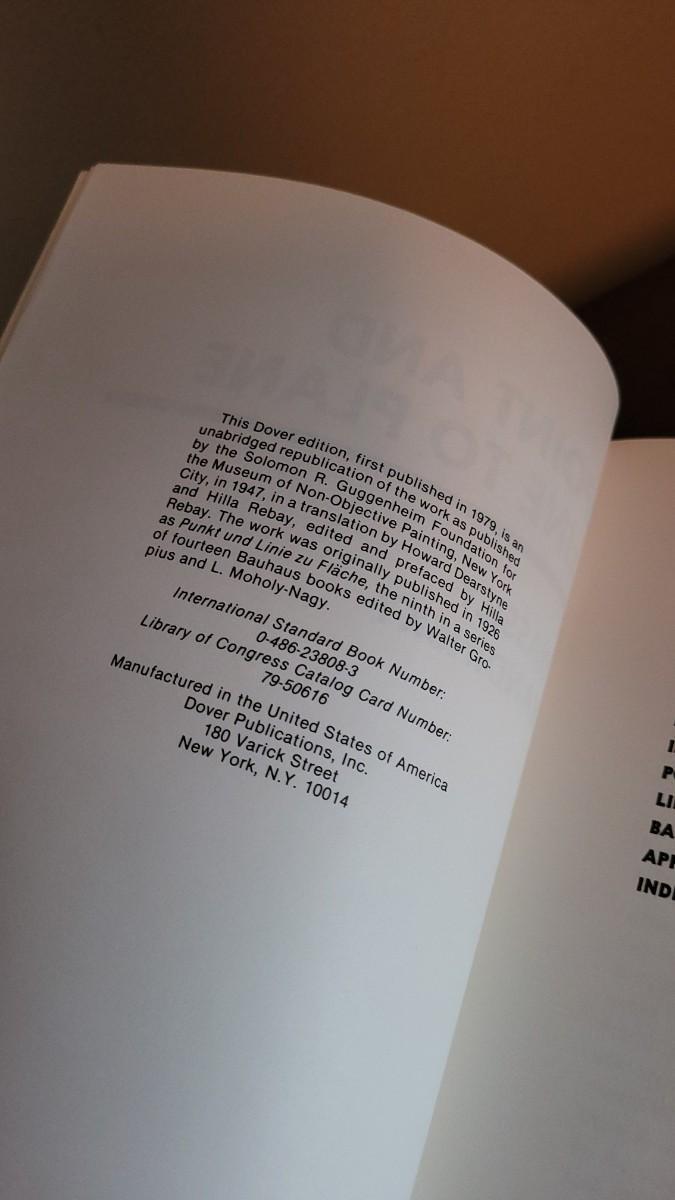 This Dover edition, first published in 1979, is an
unabridged republication of the work as published
by the Solomon R. Guggenheim Foundation for
the Museum of Non-Objective Painting, New York
City, in 1947, in a translation by Howard Dearstyne
and Hilla Rebay, edited and prefaced by Hilla
Rebay. The work was originally published in 1926
as Punkt und Linie zu Fläche, the ninth in a series
of fourteen Bauhaus books edited by Walter Gro-
pius and L. Moholy-Nagy.
International Standard Book Number:
0-486-23808-3
Library of Congress Catalog Card Number:
79-50616
Manufactured in the United States of America
Dover Publications, Inc.
180 Varick Street
New York, N.Y. 10014